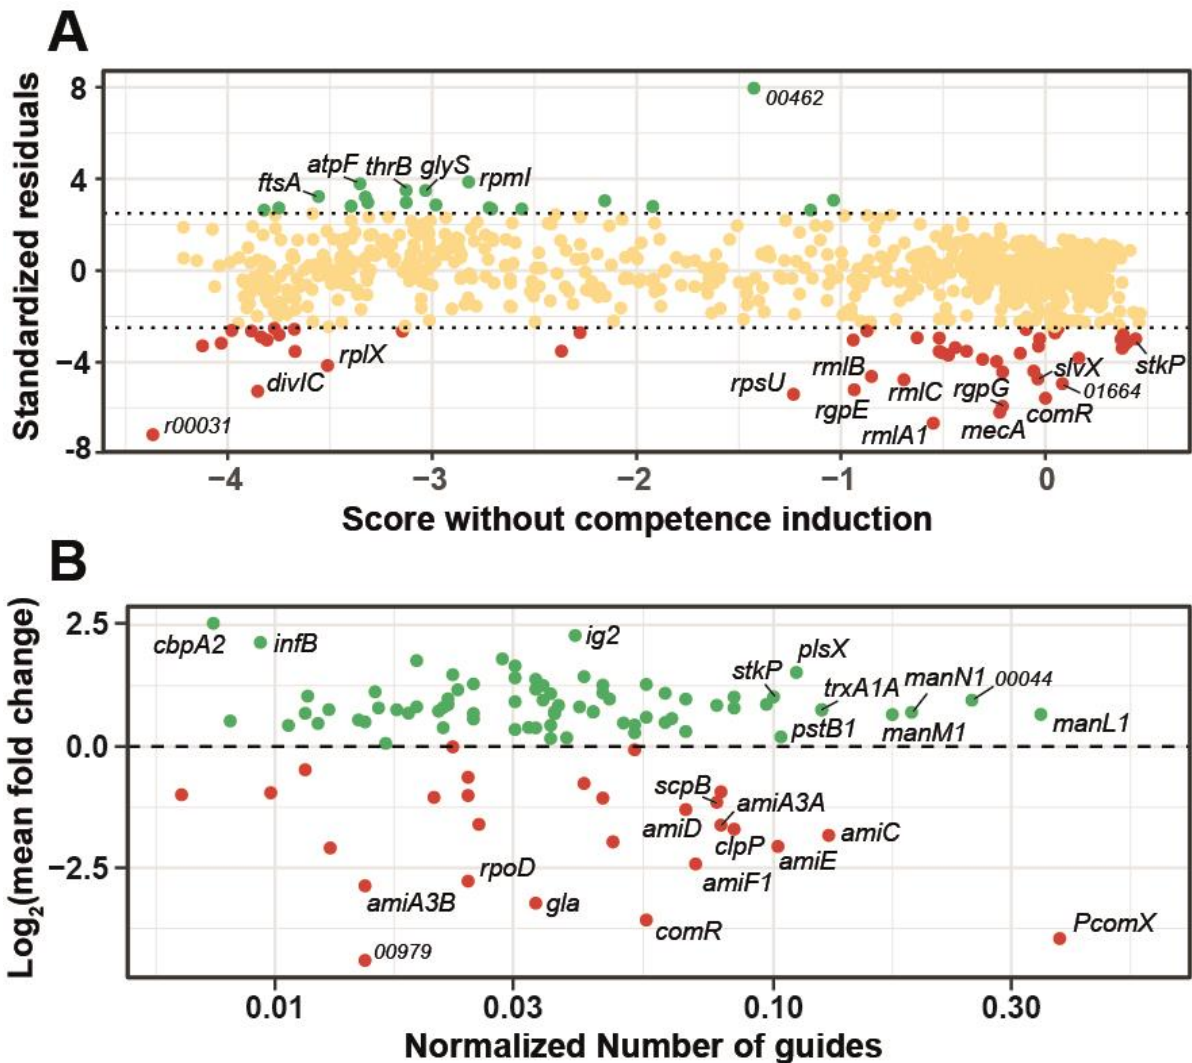 A
Standardized residuals
8
4
0
−4
-8
00462
ftsA
atpF
thrB
glyS
rpmI
r00031
divIC
rplX
rpsU
rmlB
rgpE
rmlC
rmlA1
rgpG
mecA
slvX
01664
comR
stkP
−4
−3
−2
−1
0
Score without competence induction
B
Log2(mean fold change)
2.5
0.0
−2.5
cbpA2
infB
ig2
stkP
plsX
trxA1A
pstB1
manN1
manM1
00044
manL1
scpB
amiA3A
amiD
clpP
amiC
amiE
amiF1
rpoD
amiA3B
gla
comR
00979
PcomX
0.01
0.03
0.10
0.30
Normalized Number of guides